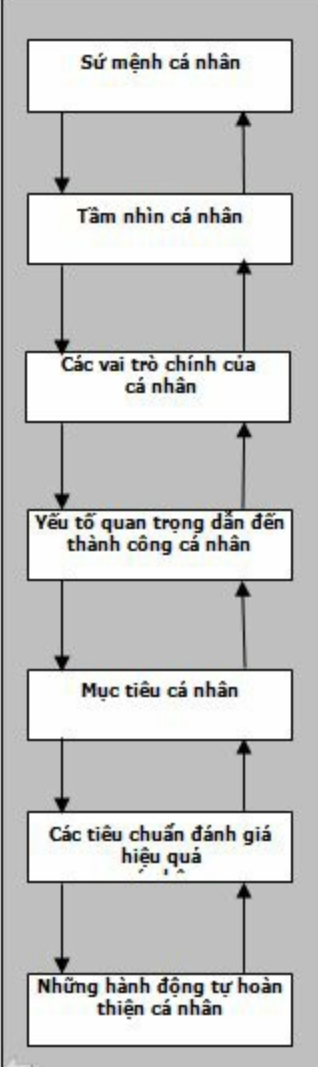 Sứ mệnh cá nhân
Tầm nhìn cá nhân
Các vai trò chính của
cá nhân
Yếu tố quan trọng dẫn đến
thành công cá nhân
Mục tiêu cá nhân
Các tiêu chuẩn đánh giá
hiệu quả
Những hành động tự hoàn
thiện cá nhân